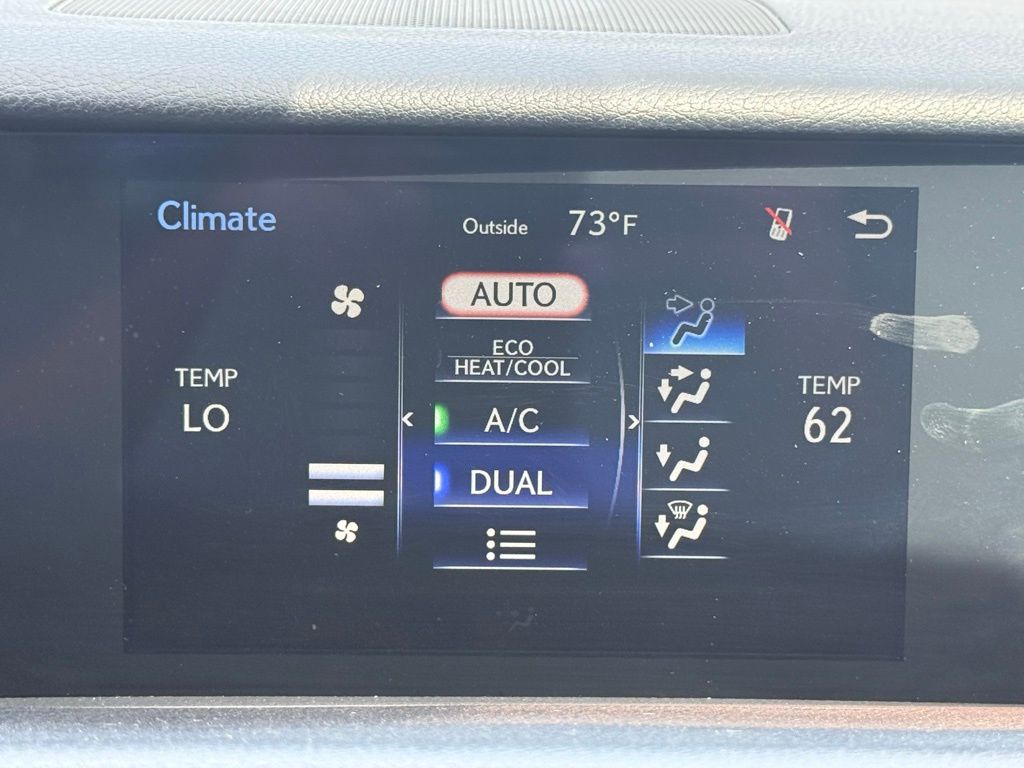 Climate
Outside 73°F
AUTO
ECO
HEAT/COOL
TEMP
LO
A/C
DUAL
TEMP
62